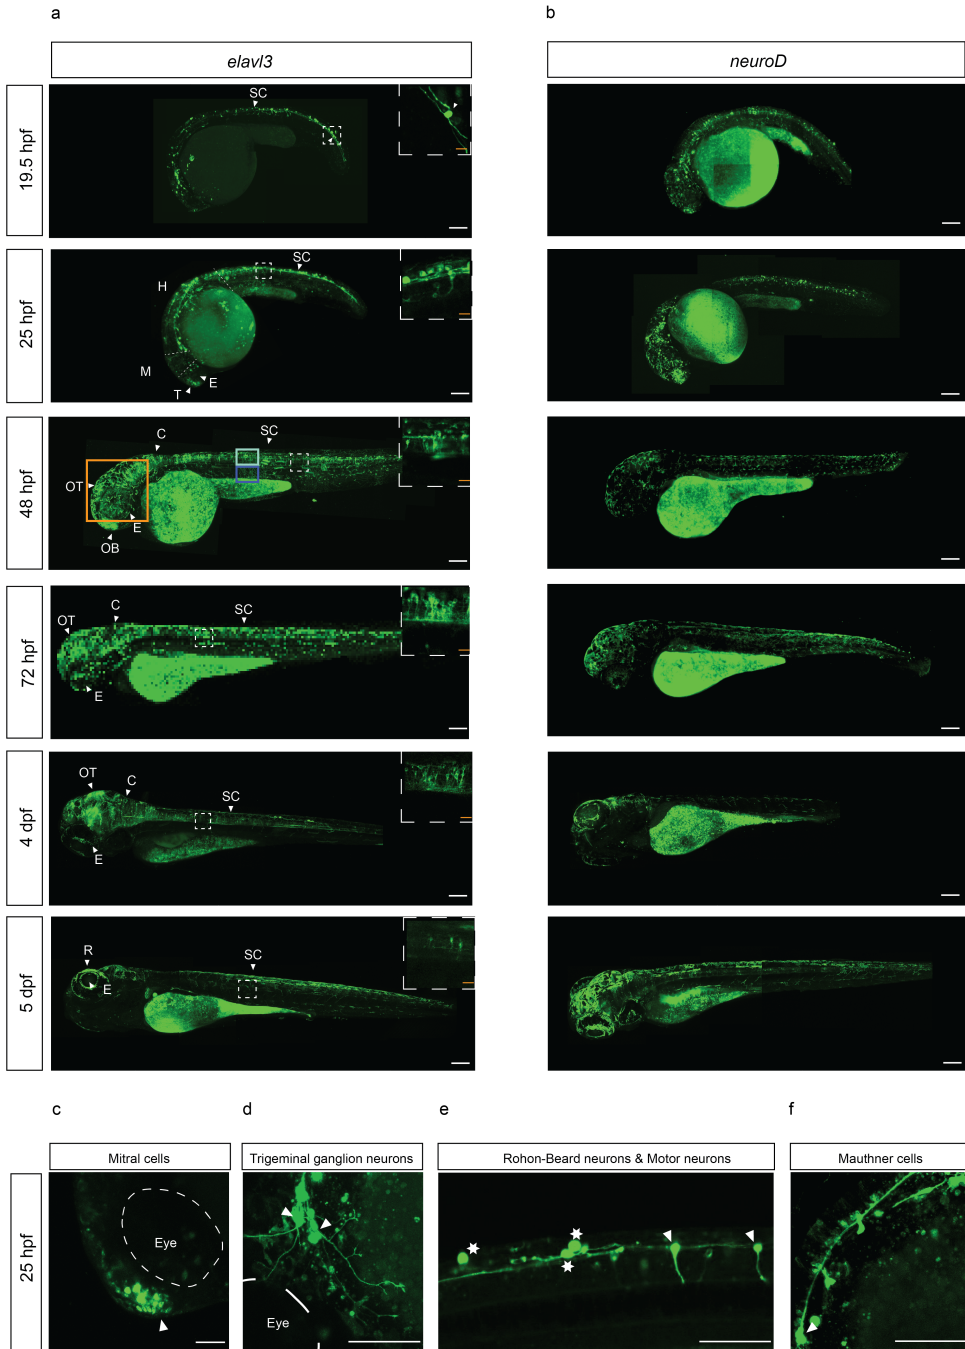 a
b
elavl3
neuroD
19.5 hpf
SC
25 hpf
SC
H
M
E
T
48 hpf
C
SC
OT
E
OB
72 hpf
C
SC
OT
E
4 dpf
OT
C
SC
E
5 dpf
R
SC
E
c
d
e
f
Mitral cells
Trigeminal ganglion neurons
Rohon-Beard neurons & Motor neurons
Mauthner cells
25 hpf
Eye
Eye